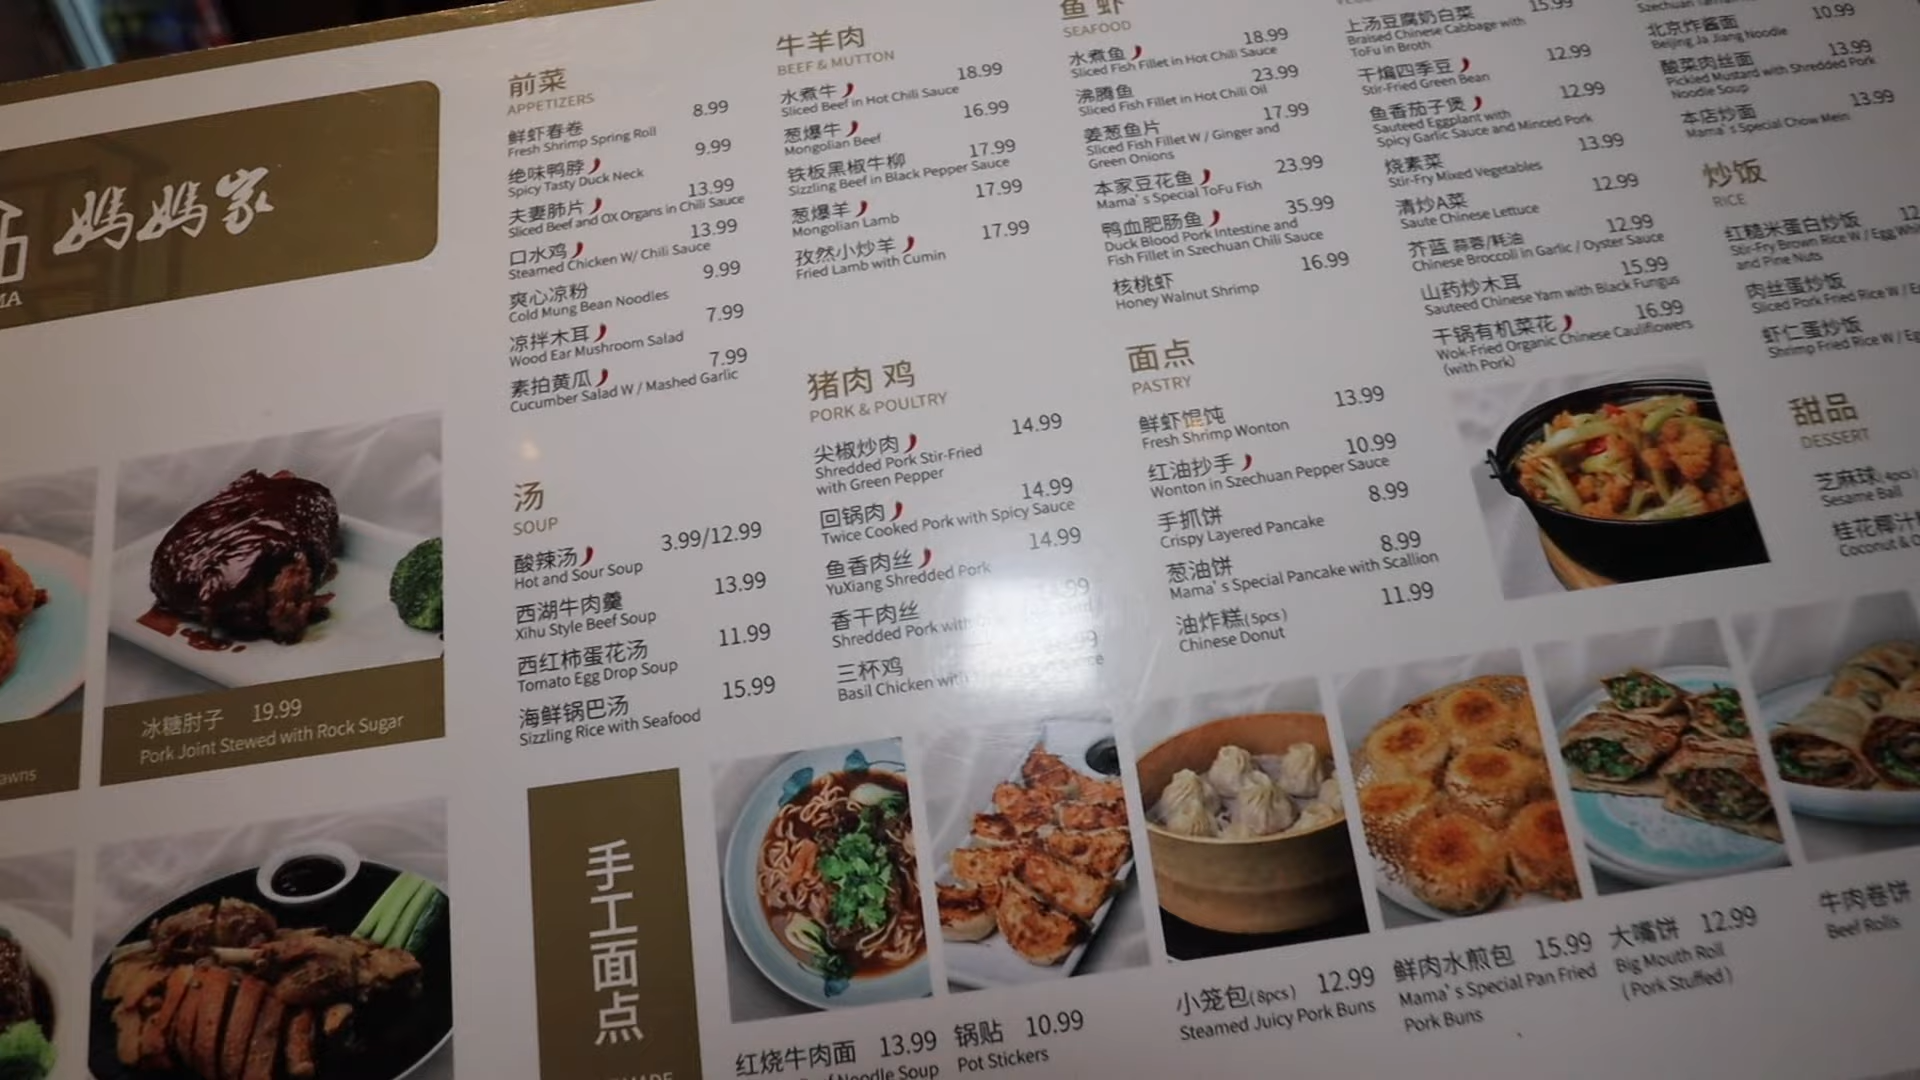 媽媽家
MA
冰糖肘子 19.99
Pork Joint Stewed with Rock Sugar
awns
前菜
APPETIZERS
鲜虾春卷 8.99
Fresh Shrimp Spring Roll
绝味鸭脖 9.99
Spicy Tasty Duck Neck
夫妻肺片 13.99
Sliced Beef and OX Organs in Chili Sauce
口水鸡 13.99
Steamed Chicken W/ Chili Sauce
爽心凉粉 9.99
Cold Mung Bean Noodles
凉拌木耳 7.99
Wood Ear Mushroom Salad
素拍黄瓜 7.99
Cucumber Salad W / Mashed Garlic
汤
SOUP
酸辣汤 3.99/12.99
Hot and Sour Soup
西湖牛肉羹 13.99
Xihu Style Beef Soup
西红柿蛋花汤 11.99
Tomato Egg Drop Soup
海鲜锅巴汤 15.99
Sizzling Rice with Seafood
牛羊肉
BEEF & MUTTON
水煮牛 18.99
Sliced Beef in Hot Chili Sauce
葱爆牛 16.99
Mongolian Beef
铁板黑椒牛柳 17.99
Sizzling Beef in Black Pepper Sauce
葱爆羊 17.99
Mongolian Lamb
孜然小炒羊 17.99
Fried Lamb with Cumin
猪肉 鸡
PORK & POULTRY
尖椒炒肉 14.99
Shredded Pork Stir-Fried
with Green Pepper
回锅肉 14.99
Twice Cooked Pork with Spicy Sauce
鱼香肉丝 14.99
YuXiang Shredded Pork
香干肉丝
Shredded Pork with
三杯鸡
Basil Chicken with
鱼 虾
SEAFOOD
水煮鱼 18.99
Sliced Fish Fillet in Hot Chili Sauce
沸腾鱼 23.99
Sliced Fish Fillet in Hot Chili Oil
姜葱鱼片 17.99
Sliced Fish Fillet W / Ginger and
Green Onions
本家豆花鱼 23.99
Mama's Special ToFu Fish
鸭血肥肠鱼 35.99
Duck Blood Pork Intestine and
Fish Fillet in Szechuan Chili Sauce
核桃虾 16.99
Honey Walnut Shrimp
面点
PASTRY
鲜虾馄饨 13.99
Fresh Shrimp Wonton
红油抄手 10.99
Wonton in Szechuan Pepper Sauce
手抓饼 8.99
Crispy Layered Pancake
葱油饼 8.99
Mama's Special Pancake with Scallion
油炸糕(5pcs) 11.99
Chinese Donut
上汤豆腐奶白菜 15.99
Braised Chinese Cabbage with
ToFu in Broth
干煸四季豆 12.99
Stir-Fried Green Bean
鱼香茄子煲 12.99
Sauteed Eggplant with
Spicy Garlic Sauce and Minced Pork
烧素菜 13.99
Stir-Fry Mixed Vegetables
清炒A菜 12.99
Saute Chinese Lettuce
芥蓝 蒜蓉/耗油 12.99
Chinese Broccoli in Garlic / Oyster Sauce
山药炒木耳 15.99
Sauteed Chinese Yam with Black Fungus
干锅有机菜花 16.99
Wok-Fried Organic Chinese Cauliflowers
(with Pork)
北京炸酱面 10.99
Beijing Ja Jiang Noodle
酸菜肉丝面 13.99
Pickled Mustard with Shredded Pork
Noodle Soup
本店炒面 13.99
Mama's Special Chow Mein
炒饭
RICE
红糙米蛋白炒饭 12.
Stir-Fry Brown Rice W / Egg Whi
and Pine Nuts
肉丝蛋炒饭
Sliced Pork Fried Rice W / E
虾仁蛋炒饭
Shrimp Fried Rice W / Eg
甜品
DESSERT
芝麻球(4pcs)
Sesame Ball
桂花椰汁
Coconut & O
手工面点
红烧牛肉面 13.99
Beef Noodle Soup
锅贴 10.99
Pot Stickers
小笼包(8pcs) 12.99
Steamed Juicy Pork Buns
鲜肉水煎包 15.99
Mama's Special Pan Fried
Pork Buns
大嘴饼 12.99
Big Mouth Roll
( Pork Stuffed )
牛肉卷饼
Beef Rolls